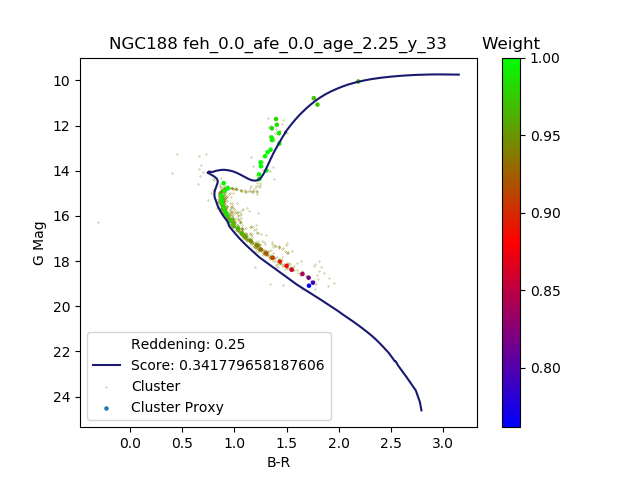 NGC188 feh_0.0_afe_0.0_age_2.25_y_33
Weight
10
12
14
16
18
20
22
24
G Mag
0.0 0.5 1.0 1.5 2.0 2.5 3.0
B-R
Reddening: 0.25
Score: 0.341779658187606
Cluster
Cluster Proxy
1.00
0.95
0.90
0.85
0.80